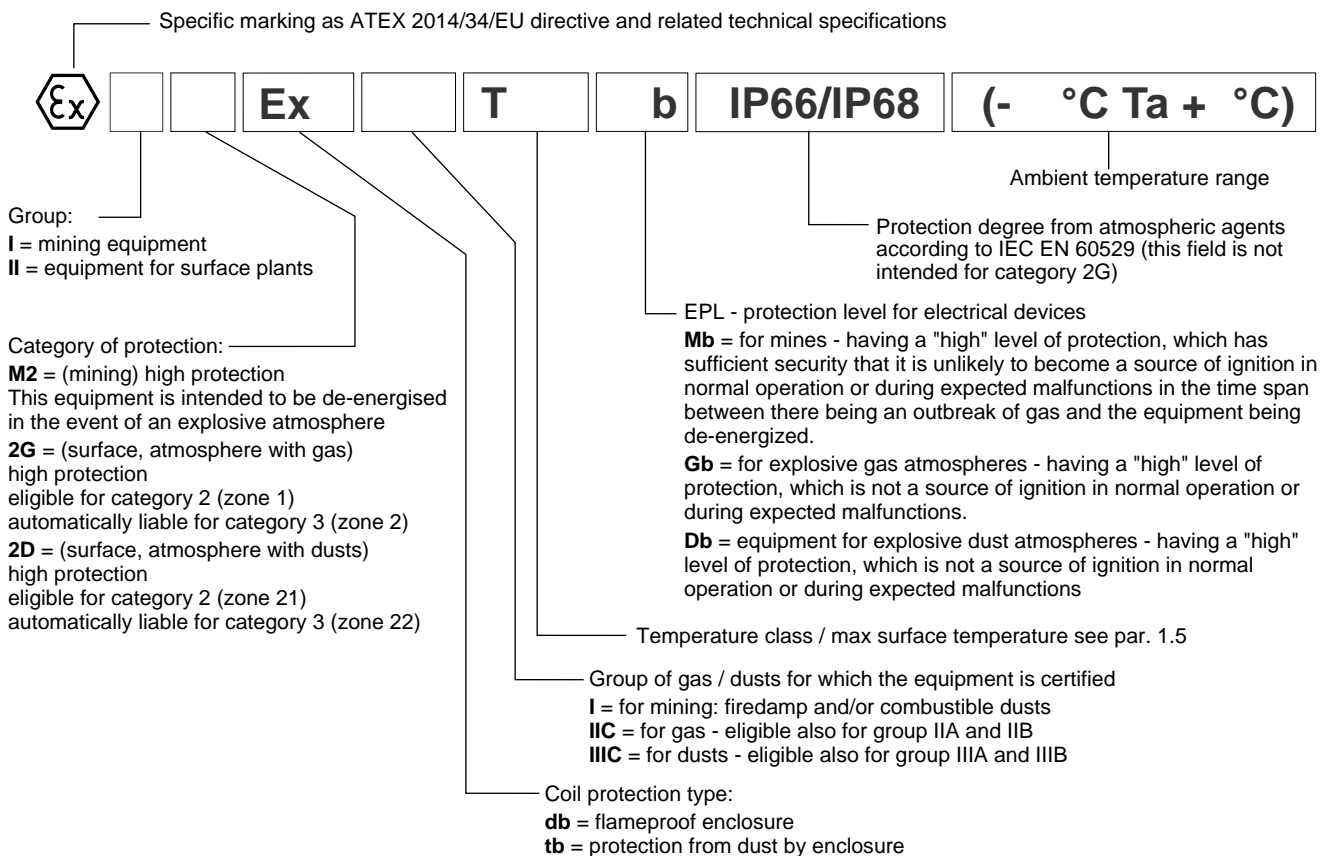 Specific marking as ATEX 2014/34/EU directive and related technical specifications
Ex Ex T b IP66/IP68 (- °C Ta + °C)
Ambient temperature range
Group:
I = mining equipment
II = equipment for surface plants
Protection degree from atmospheric agents
according to IEC EN 60529 (this field is not
intended for category 2G)
EPL - protection level for electrical devices
Mb = for mines - having a "high" level of protection, which has
sufficient security that it is unlikely to become a source of ignition in
normal operation or during expected malfunctions in the time span
between there being an outbreak of gas and the equipment being
de-energized.
Gb = for explosive gas atmospheres - having a "high" level of
protection, which is not a source of ignition in normal operation or
during expected malfunctions.
Db = equipment for explosive dust atmospheres - having a "high"
level of protection, which is not a source of ignition in normal
operation or during expected malfunctions
Category of protection:
M2 = (mining) high protection
This equipment is intended to be de-energised
in the event of an explosive atmosphere
2G = (surface, atmosphere with gas)
high protection
eligible for category 2 (zone 1)
automatically liable for category 3 (zone 2)
2D = (surface, atmosphere with dusts)
high protection
eligible for category 2 (zone 21)
automatically liable for category 3 (zone 22)
Temperature class / max surface temperature see par. 1.5
Group of gas / dusts for which the equipment is certified
I = for mining: firedamp and/or combustible dusts
IIC = for gas - eligible also for group IIA and IIB
IIIC = for dusts - eligible also for group IIIA and IIIB
Coil protection type:
db = flameproof enclosure
tb = protection from dust by enclosure